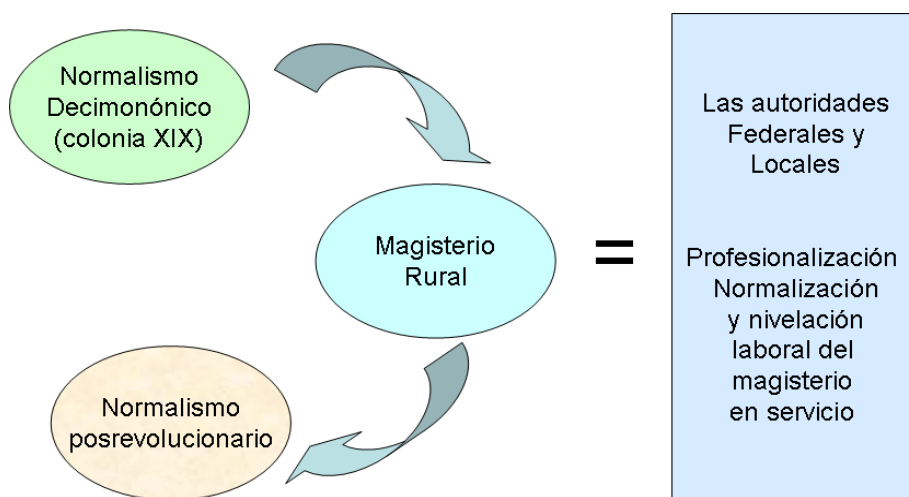 Normalismo
Decimonónico
(colonia XIX)
Magisterio
Rural
=
Normalismo
posrevolucionario
Las autoridades
Federales y
Locales
Profesionalización
Normalización
y nivelación
laboral del
magisterio
en servicio